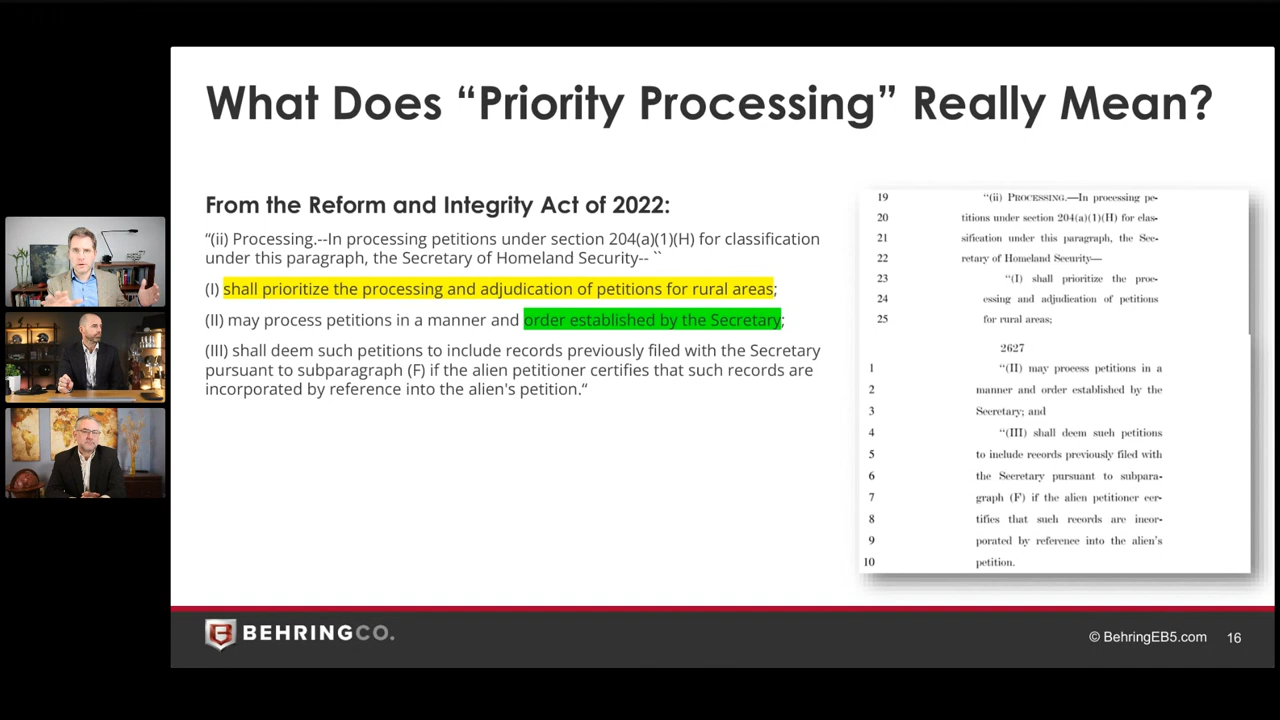 What Does “Priority Processing” Really Mean?
From the Reform and Integrity Act of 2022:
“(ii) Processing.--In processing petitions under section 204(a)(1)(H) for classification
under this paragraph, the Secretary of Homeland Security-- ``
(I) shall prioritize the processing and adjudication of petitions for rural areas;
(II) may process petitions in a manner and order established by the Secretary;
(III) shall deem such petitions to include records previously filed with the Secretary
pursuant to subparagraph (F) if the alien petitioner certifies that such records are
incorporated by reference into the alien's petition.“
19 “(ii) PROCESSING.—In processing pe-
20 titions under section 204(a)(1)(H) for clas-
21 sification under this paragraph, the Sec-
22 retary of Homeland Security—
23 “(I) shall prioritize the proc-
24 essing and adjudication of petitions
25 for rural areas;
2627
1 “(II) may process petitions in a
2 manner and order established by the
3 Secretary; and
4 “(III) shall deem such petitions
5 to include records previously filed with
6 the Secretary pursuant to subpara-
7 graph (F) if the alien petitioner cer-
8 tifies that such records are incor-
9 porated by reference into the alien’s
10 petition.
BEHRINGCO.
© BehringEB5.com 16